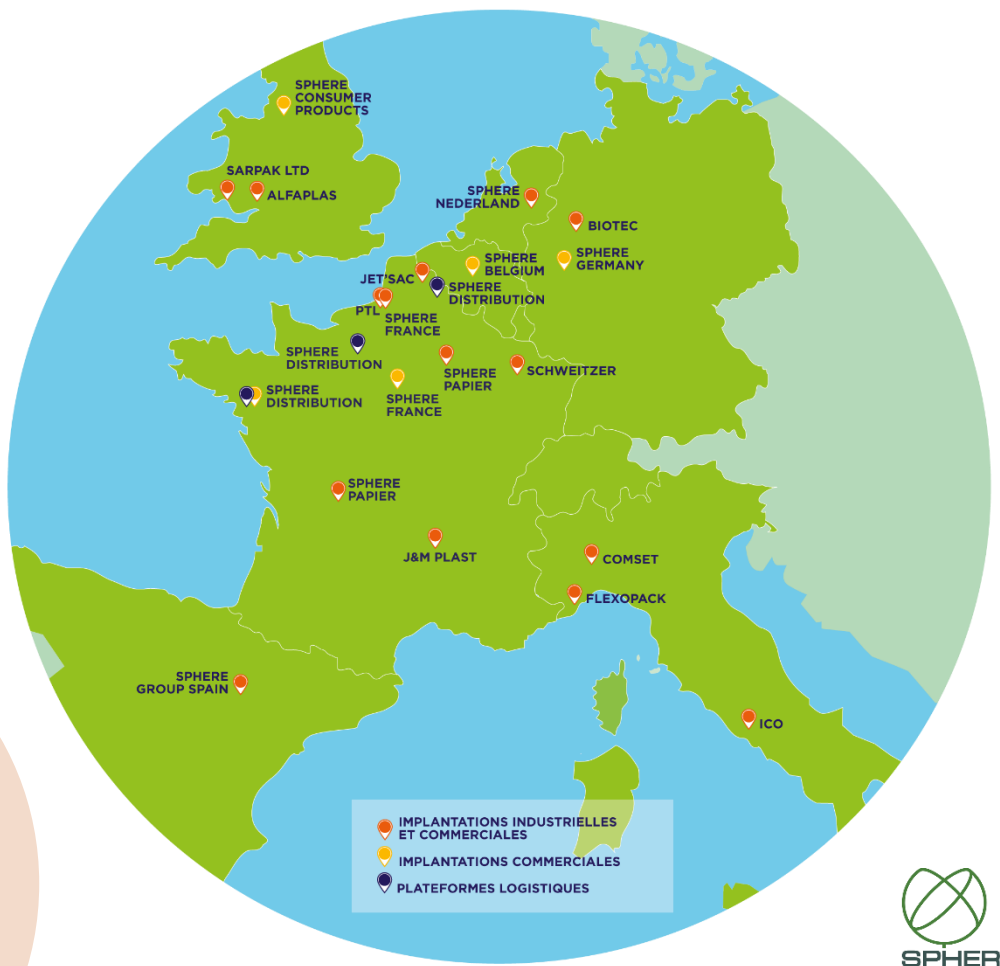 SPHERE
CONSUMER
PRODUCTS
SARPAK LTD
ALFAPLAS
SPHERE
NEDERLAND
BIOTEC
SPHERE
GERMANY
SPHERE
BELGIUM
JET'SAC
SPHERE
DISTRIBUTION
PTL
SPHERE
FRANCE
SPHERE
DISTRIBUTION
SPHERE
PAPIER
SCHWEITZER
SPHERE
DISTRIBUTION
SPHERE
FRANCE
SPHERE
PAPIER
J&M PLAST
COMSET
FLEXOPACK
SPHERE
GROUP SPAIN
ICO
IMPLANTATIONS INDUSTRIELLES
ET COMMERCIALES
IMPLANTATIONS COMMERCIALES
PLATEFORMES LOGISTIQUES
SPHER